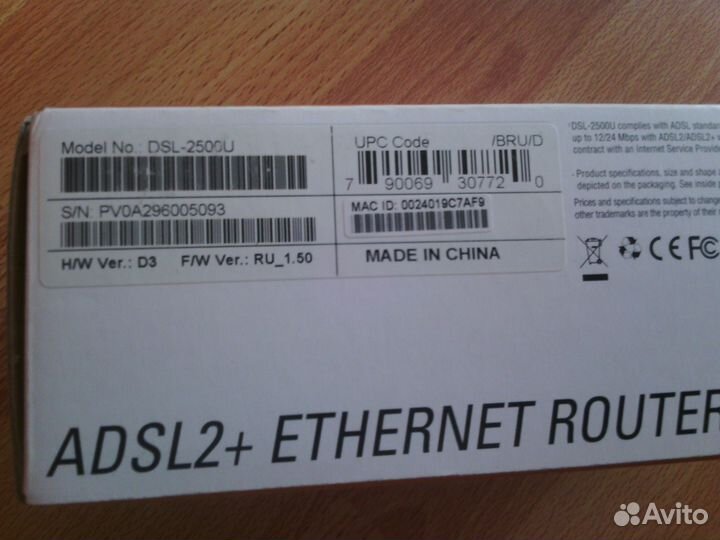 Model No.: DSL-2500U
S/N: PV0A296005093
H/W Ver.: D3 F/W Ver.: RU_1.50
UPC Code /BRU/D
7 90069 30772 0
MAC ID: 0024019C7AF9
MADE IN CHINA
*DSL-2500U complies with ADSL standar
up to 12/24 Mbps with ADSL2/ADSL2+
contract with an Internet Service Provide
Product specifications, size and shape
depicted on the packaging. See inside
Prices and specifications subject to change
other trademarks are the property of their
CE FC
ADSL2+ ETHERNET ROUTER
Avito